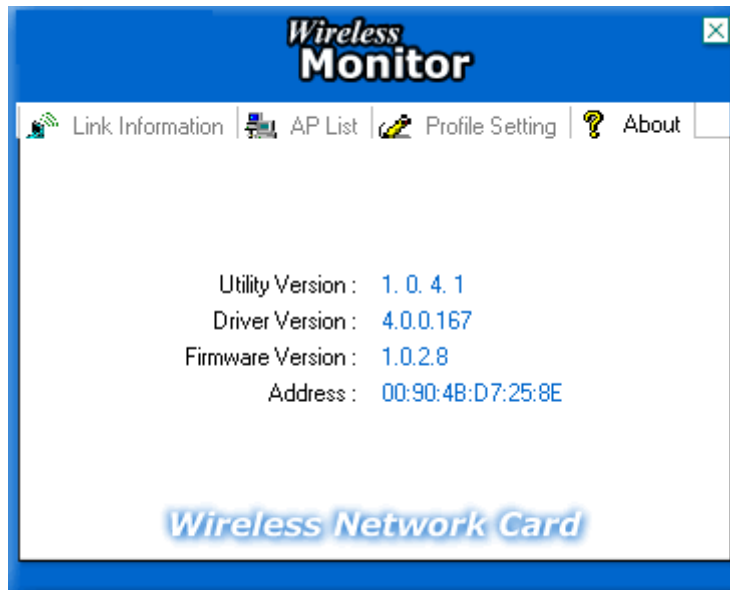 Wireless
Monitor
Link Information AP List Profile Setting About
Utility Version : 1. 0. 4. 1
Driver Version : 4.0.0.167
Firmware Version : 1.0.2.8
Address : 00:90:4B:D7:25:8E
Wireless Network Card